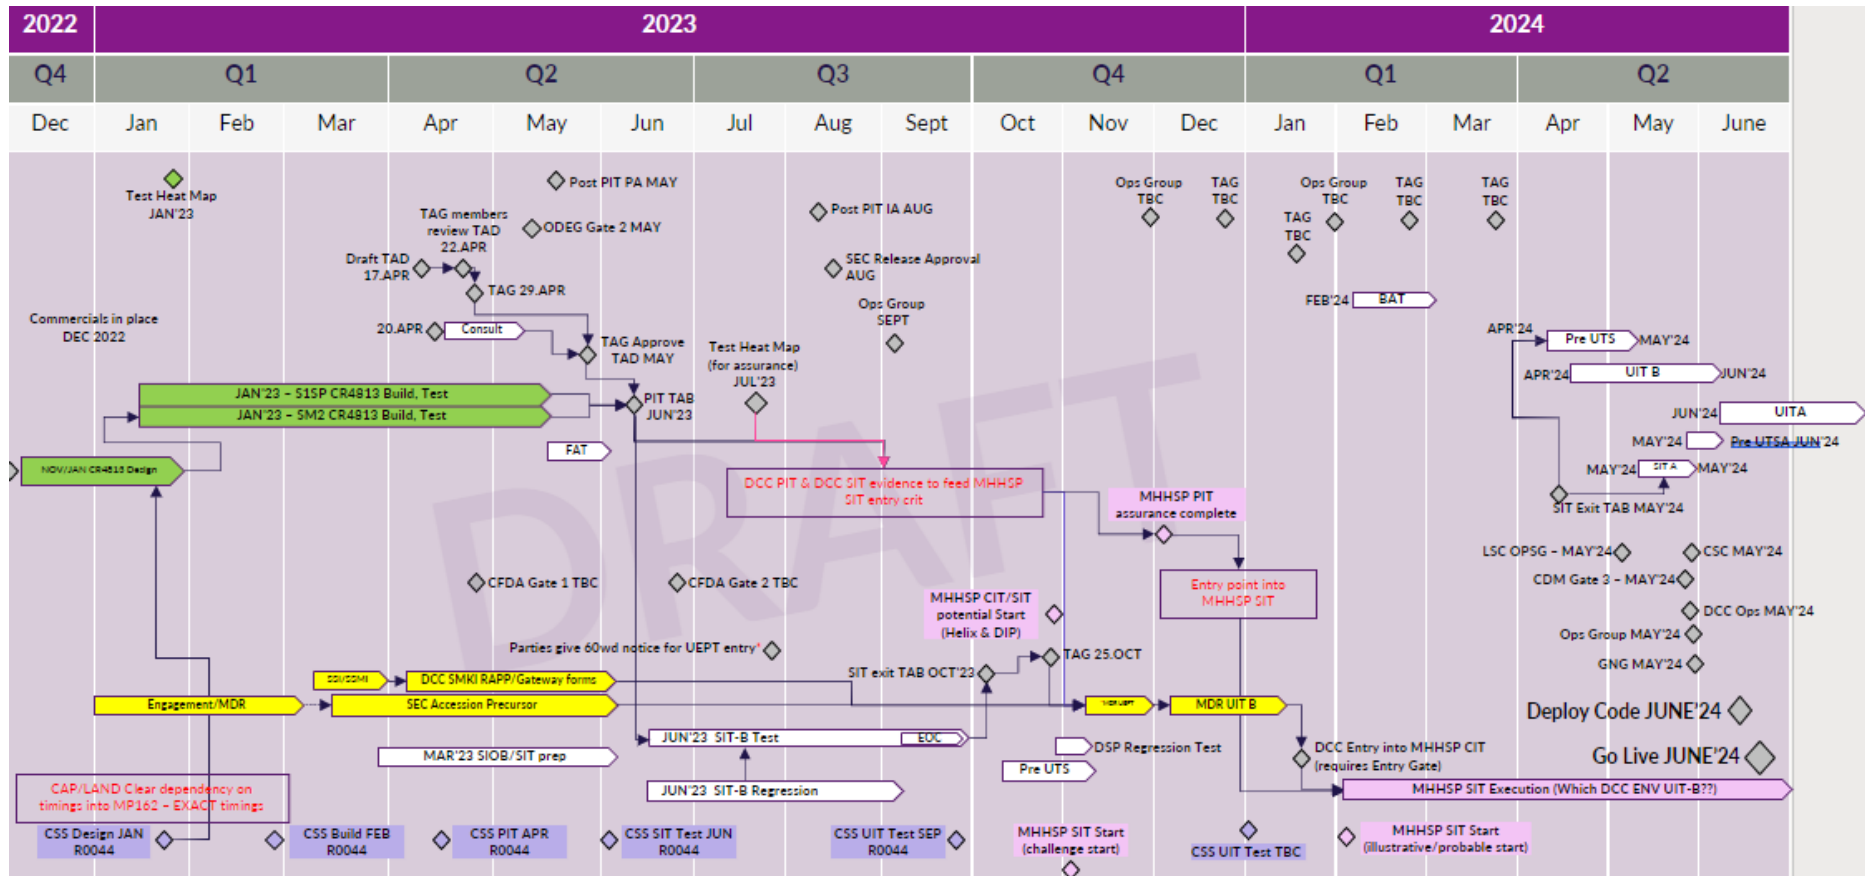 2022
2023
2024
Q4
Q1
Q2
Q3
Q4
Q1
Q2
Dec
Jan
Feb
Mar
Apr
May
Jun
Jul
Aug
Sept
Oct
Nov
Dec
Jan
Feb
Mar
Apr
May
June
Test Heat Map
JAN'23
Post PIT PA MAY
TAG members
review TAD
22.APR
ODEG Gate 2 MAY
Draft TAD
17.APR
TAG 29.APR
Post PIT IA AUG
SEC Release Approval
AUG
Ops Group
SEPT
Ops Group
TBC
TAG
TBC
TAG
TBC
Ops Group
TBC
TAG
TBC
TAG
TBC
FEB'24
BAT
Commercials in place
DEC 2022
20.APR
Consult
TAG Approve
TAD MAY
Test Heat Map
(for assurance)
JUL'23
APR'24
Pre UTS
MAY'24
APR'24
UIT B
JUN'24
JAN'23 – S1SP CR4813 Build, Test
JAN'23 – SM2 CR4813 Build, Test
PIT TAB
JUN'23
JUN'24
UITA
MAY'24
Pre UTSA JUN'24
FAT
NOV/JAN CR4813 Design
MAY'24
SIT A
MAY'24
DCC PIT & DCC SIT evidence to feed MHHSP
SIT entry crit
MHHSP PIT
assurance complete
SIT Exit TAB MAY'24
DRAFT
LSC OPSG – MAY'24
CSC MAY'24
CFDA Gate 1 TBC
CFDA Gate 2 TBC
Entry point into
MHHSP SIT
CDM Gate 3 – MAY'24
MHHSP CIT/SIT
potential Start
(Helix & DIP)
DCC Ops MAY'24
Ops Group MAY'24
Parties give 60wd notice for UEPT entry*
TAG 25.OCT
GNG MAY'24
SIT exit TAB OCT'23
SSI/SSMI
DCC SMKI RAPP/Gateway forms
Engagement/MDR
SEC Accession Precursor
MDR UEPT
MDR UIT B
Deploy Code JUNE'24
JUN'23 SIT-B Test
EOC
MAR'23 SIOB/SIT prep
DSP Regression Test
DCC Entry into MHHSP CIT
(requires Entry Gate)
Go Live JUNE'24
Pre UTS
CAP/LAND Clear dependency on
timings into MP162 – EXACT timings
JUN'23 SIT-B Regression
MHHSP SIT Execution (Which DCC ENV UIT-B??)
CSS Design JAN
R0044
CSS Build FEB
R0044
CSS PIT APR
R0044
CSS SIT Test JUN
R0044
CSS UIT Test SEP
R0044
MHHSP SIT Start
(challenge start)
CSS UIT Test TBC
MHHSP SIT Start
(illustrative/probable start)